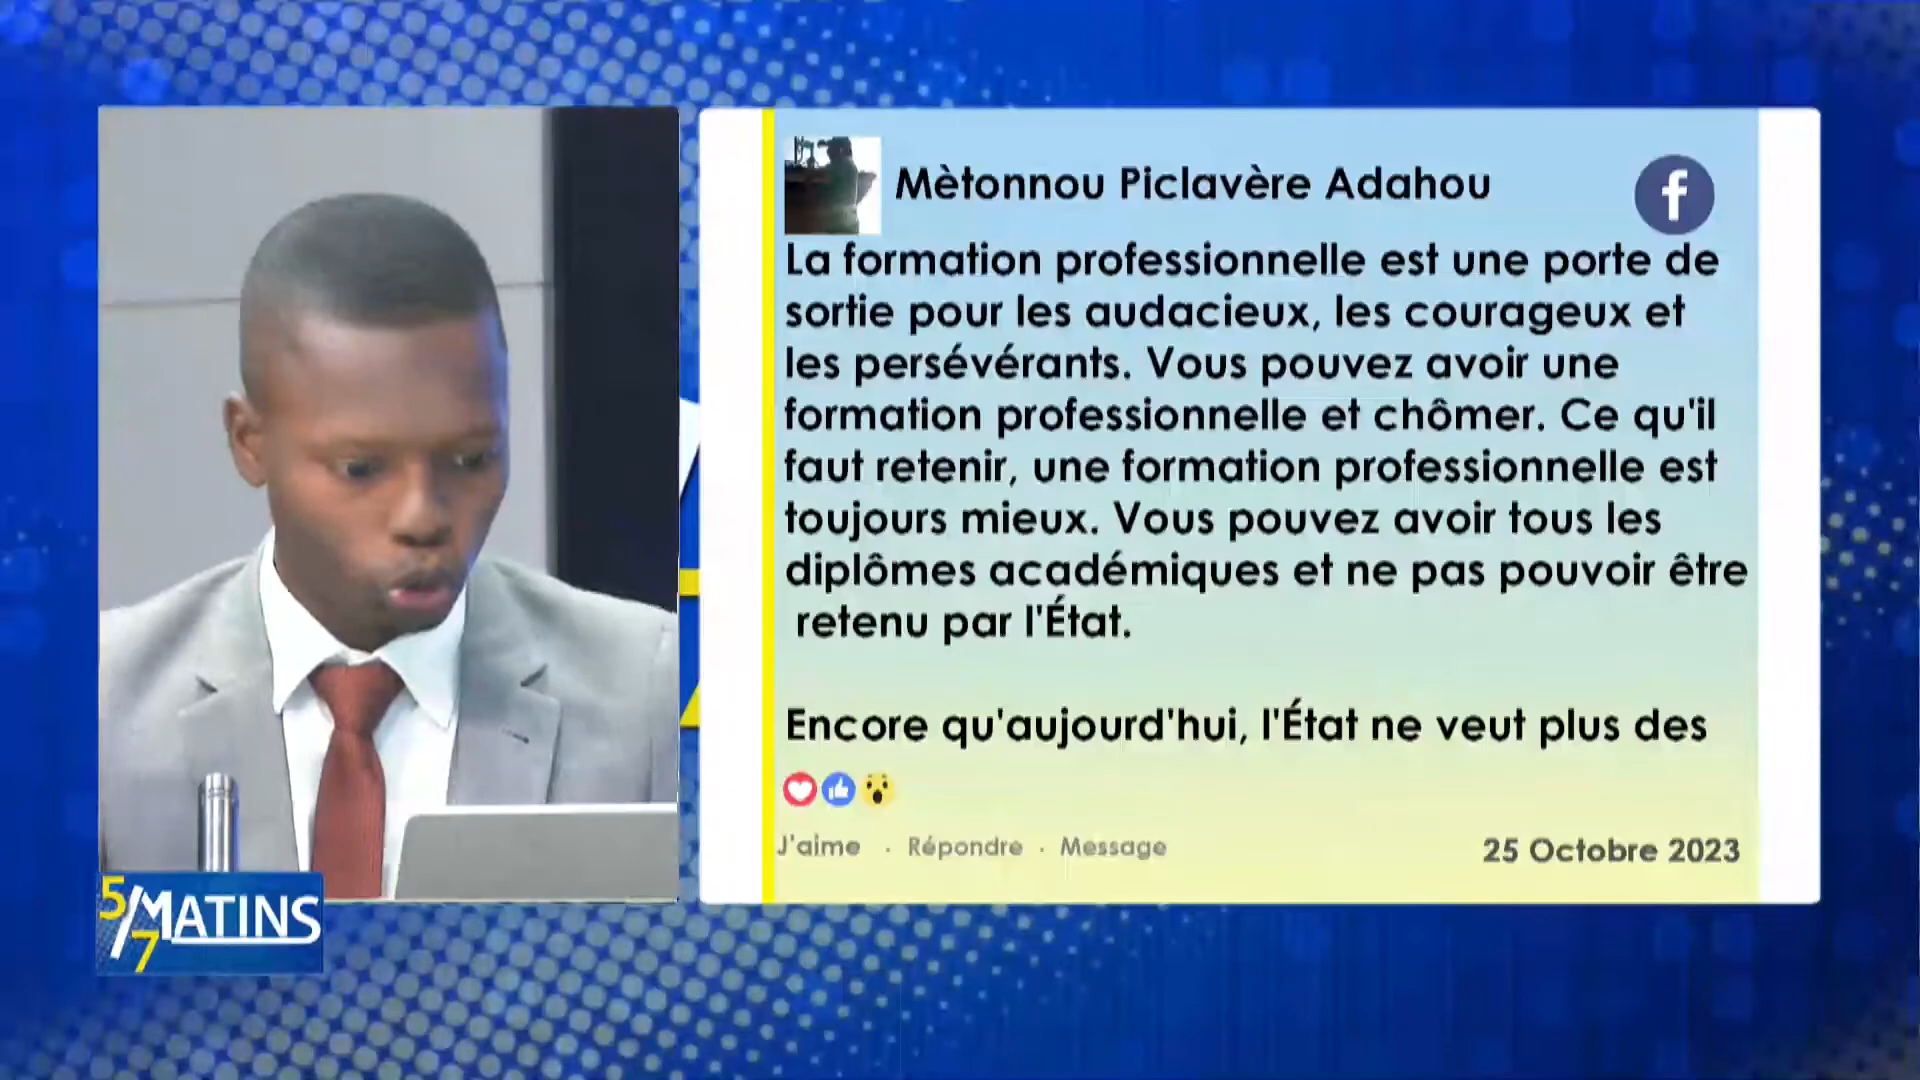 Mètonnou Piclavère Adahou
f
La formation professionnelle est une porte de
sortie pour les audacieux, les courageux et
les persévérants. Vous pouvez avoir une
formation professionnelle et chômer. Ce qu'il
faut retenir, une formation professionnelle est
toujours mieux. Vous pouvez avoir tous les
diplômes académiques et ne pas pouvoir être
retenu par l'État.
Encore qu'aujourd'hui, l'État ne veut plus des
J'aime · Répondre · Message
25 Octobre 2023
5/7 MATINS